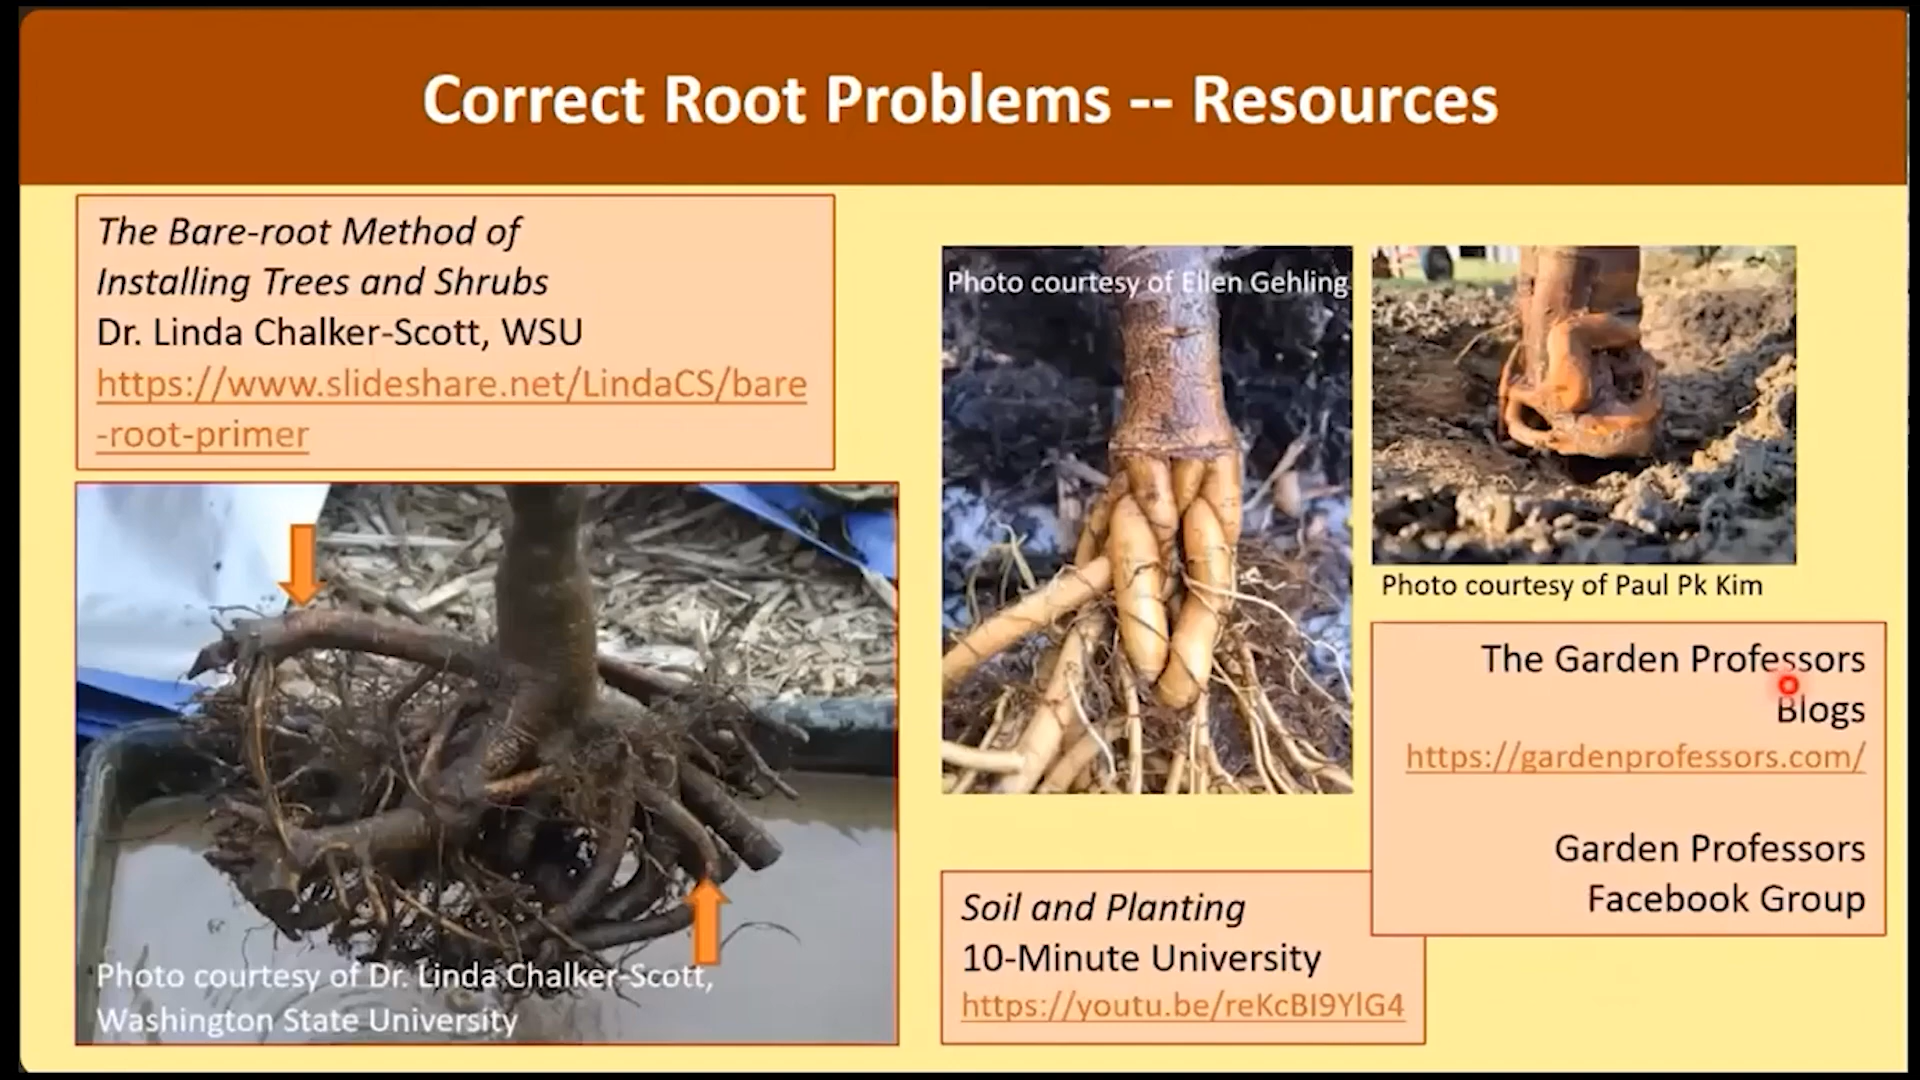 Correct Root Problems -- Resources
The Bare-root Method of
Installing Trees and Shrubs
Dr. Linda Chalker-Scott, WSU
https://www.slideshare.net/LindaCS/bare
-root-primer
Photo courtesy of Dr. Linda Chalker-Scott,
Washington State University
Photo courtesy of Ellen Gehling
Photo courtesy of Paul Pk Kim
The Garden Professors
Blogs
https://gardenprofessors.com/
Garden Professors
Facebook Group
Soil and Planting
10-Minute University
https://youtu.be/reKcBI9YlG4